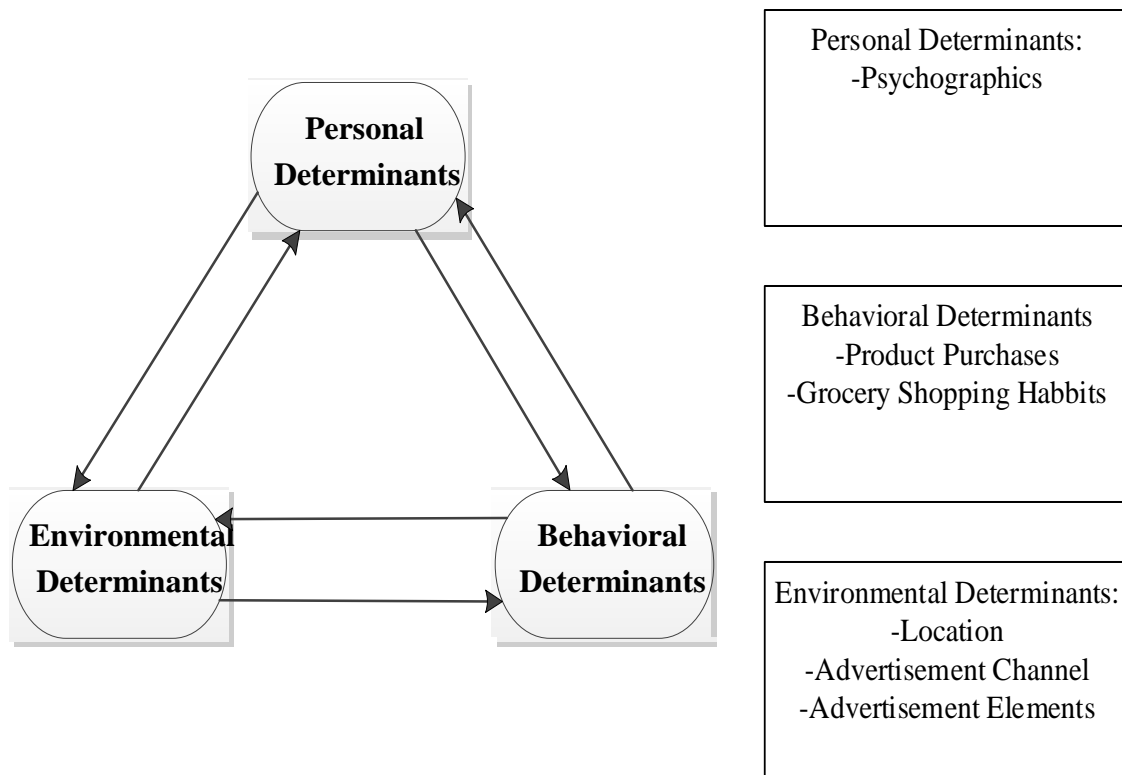 Personal
Determinants
Environmental
Determinants
Behavioral
Determinants
Personal Determinants:
-Psychographics
Behavioral Determinants
-Product Purchases
-Grocery Shopping Habbits
Environmental Determinants:
-Location
-Advertisement Channel
-Advertisement Elements